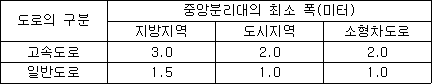 도로의 구분 중앙분리대의 최소 폭(미터)
지방지역 도시지역 소형차도로
고속도로 3.0 2.0 2.0
일반도로 1.5 1.0 1.0